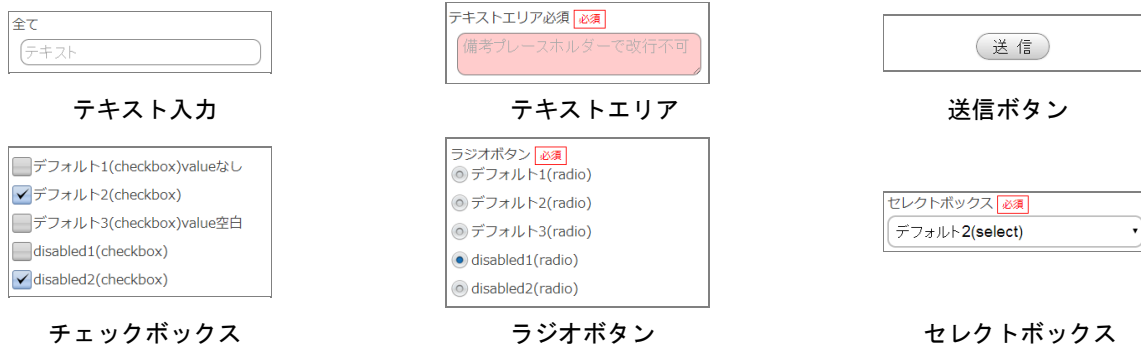 全て
テキスト
テキスト入力
テキストエリア必須 必須
備考プレースホルダーで改行不可
テキストエリア
送 信
送信ボタン
デフォルト1(checkbox)valueなし
デフォルト2(checkbox)
デフォルト3(checkbox)value空白
disabled1(checkbox)
disabled2(checkbox)
チェックボックス
ラジオボタン 必須
デフォルト1(radio)
デフォルト2(radio)
デフォルト3(radio)
disabled1(radio)
disabled2(radio)
ラジオボタン
セレクトボックス 必須
デフォルト2(select)
セレクトボックス